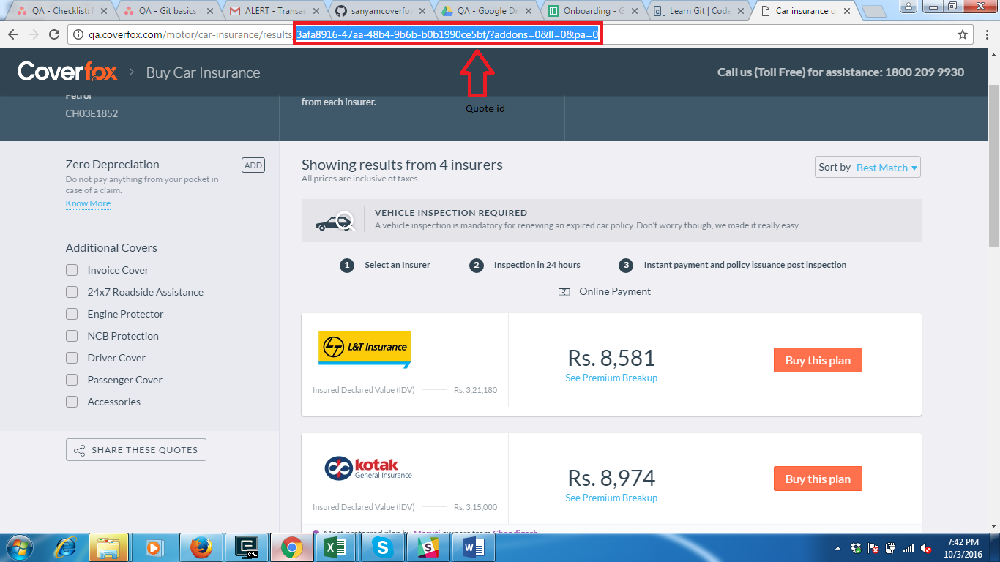 QA - Checklist:
QA - Git basics
ALERT - Transac
sanyamcoverfox
QA - Google Dr
Onboarding - G
Learn Git | Code
Car insurance q
qa.coverfox.com/motor/car-insurance/results/3afa8916-47aa-48b4-9b6b-b0b1990ce5bf/?addons=0&ll=0&pa=0
Coverfox > Buy Car Insurance
Call us (Toll Free) for assistance: 1800 209 9930
Quote id
Petrol
CH03E1852
from each insurer.
Zero Depreciation
ADD
Do not pay anything from your pocket in
case of a claim.
Know More
Additional Covers
Invoice Cover
24x7 Roadside Assistance
Engine Protector
NCB Protection
Driver Cover
Passenger Cover
Accessories
SHARE THESE QUOTES
Showing results from 4 insurers
All prices are inclusive of taxes.
Sort by Best Match
VEHICLE INSPECTION REQUIRED
A vehicle inspection is mandatory for renewing an expired car policy. Don't worry though, we made it really easy.
1 Select an Insurer 2 Inspection in 24 hours 3 Instant payment and policy issuance post inspection
Online Payment
L&T Insurance
Insured Declared Value (IDV) Rs. 3,21,180
Rs. 8,581
See Premium Breakup
Buy this plan
kotak
General Insurance
Insured Declared Value (IDV) Rs. 3,15,000
Rs. 8,974
See Premium Breakup
Buy this plan
Most preferred plan by Maruti owners from Chandigarh
7:42 PM
10/3/2016